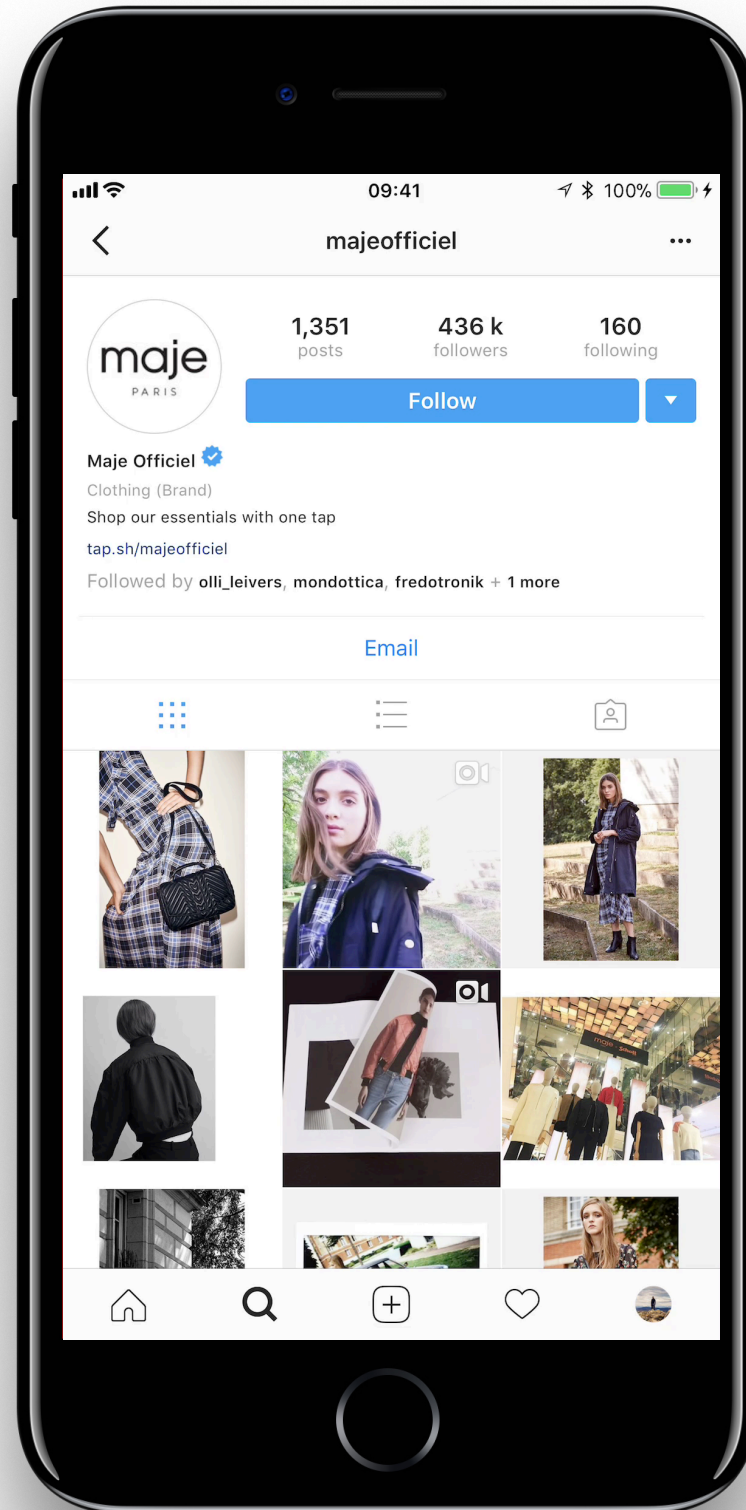 09:41
100%
majeofficiel
maje
PARIS
1,351
posts
436 k
followers
160
following
Follow
Maje Officiel
Clothing (Brand)
Shop our essentials with one tap
tap.sh/majeofficiel
Followed by olli_leivers, mondottica, fredotronik + 1 more
Email
maje